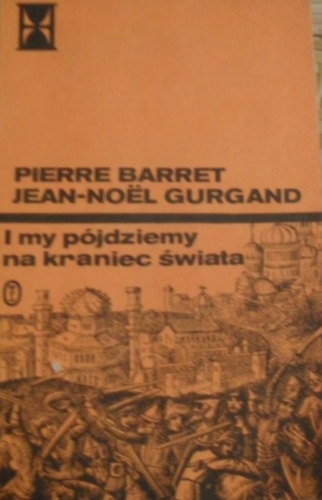 PIERRE BARRET
JEAN-NOËL GURGAND
I my pójdziemy
na kraniec świata